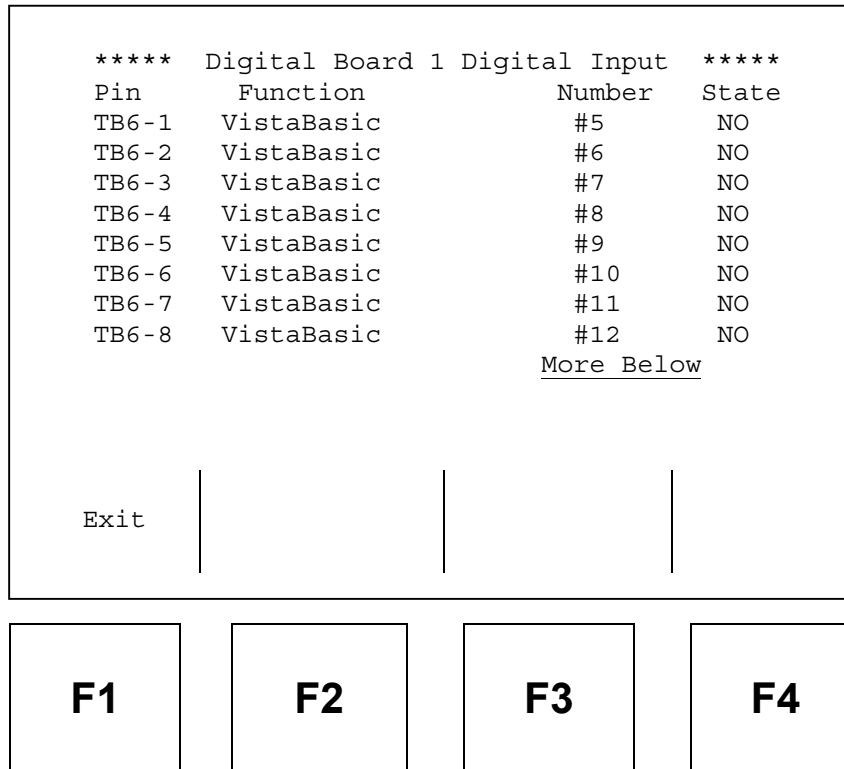 ***** Digital Board 1 Digital Input *****
Pin Function Number State
TB6-1 VistaBasic #5 NO
TB6-2 VistaBasic #6 NO
TB6-3 VistaBasic #7 NO
TB6-4 VistaBasic #8 NO
TB6-5 VistaBasic #9 NO
TB6-6 VistaBasic #10 NO
TB6-7 VistaBasic #11 NO
TB6-8 VistaBasic #12 NO
More Below
Exit
F1 F2 F3 F4